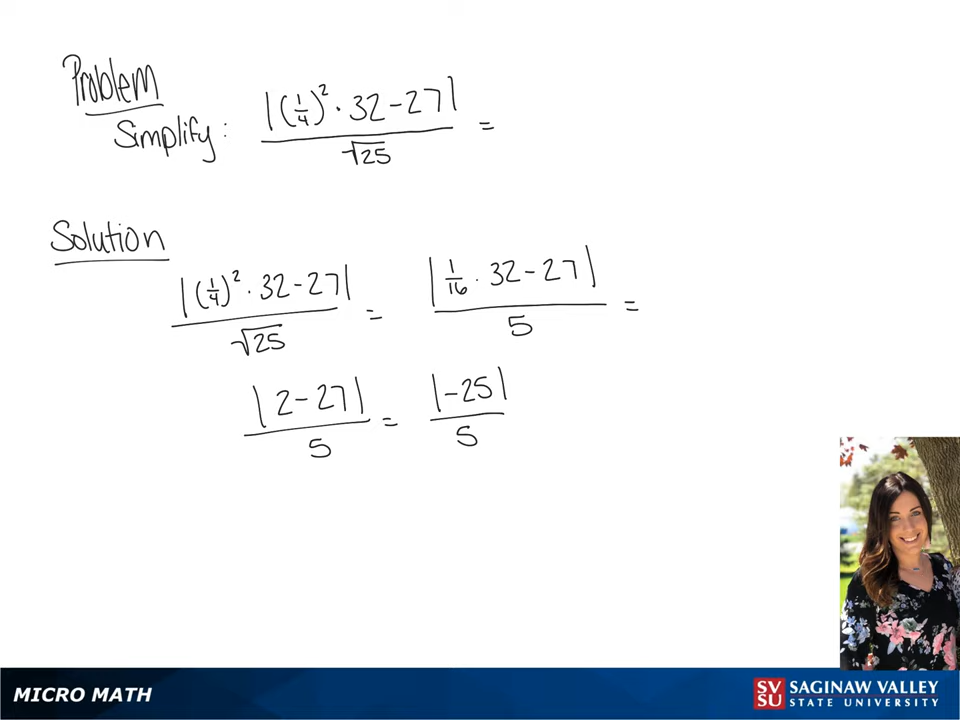 Problem
Simplify: |(1/4)² · 32 - 27| / √25 =
Solution
|(1/4)² · 32 - 27| / √25 = |1/16 · 32 - 27| / 5 =
|2 - 27| / 5 = |-25| / 5
MICRO MATH
SVSU SAGINAW VALLEY
STATE UNIVERSITY